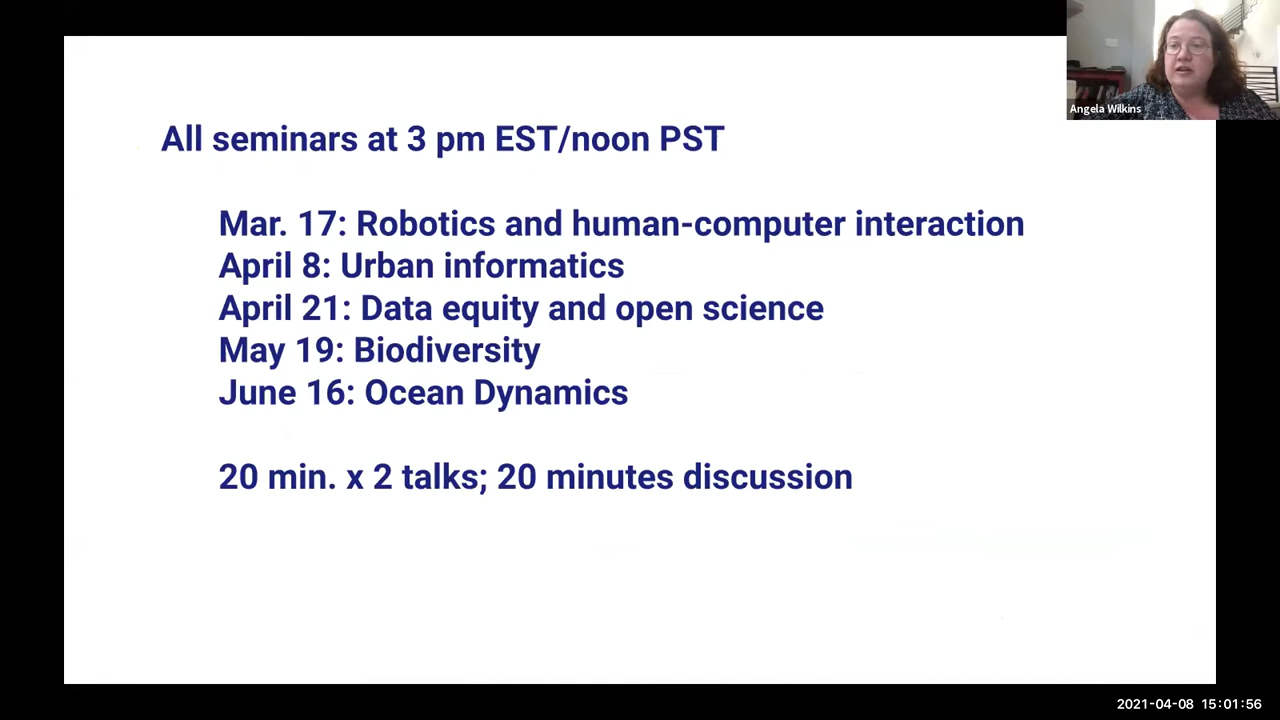 Angela Wilkins
All seminars at 3 pm EST/noon PST
Mar. 17: Robotics and human-computer interaction
April 8: Urban informatics
April 21: Data equity and open science
May 19: Biodiversity
June 16: Ocean Dynamics
20 min. x 2 talks; 20 minutes discussion
2021-04-08 15:01:56